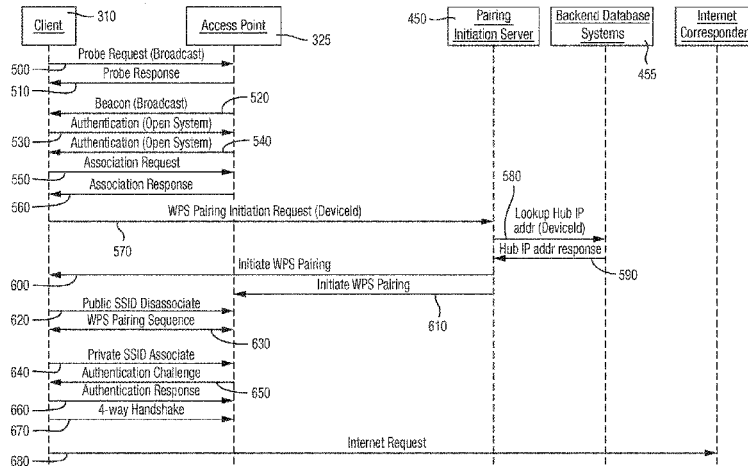 310
450
Client
Access Point
325
Pairing
Initiation Server
Backend Database
Systems
455
Internet
Corresponden
Probe Request (Broadcast)
500
Probe Response
510
Beacon (Broadcast)
520
Authentication (Open System)
530
Authentication (Open System)
540
Association Request
550
Association Response
560
WPS Pairing Initiation Request (DeviceId)
570
580
Lookup Hub IP
addr (DeviceId)
Hub IP addr response
590
Initiate WPS Pairing
600
Initiate WPS Pairing
610
Public SSID Disassociate
620
WPS Pairing Sequence
630
Private SSID Associate
640
Authentication Challenge
650
Authentication Response
660
4-way Handshake
670
Internet Request
680